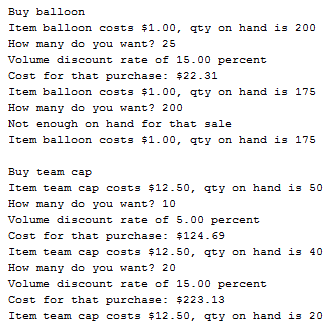 Buy balloon
Item balloon costs $1.00, qty on hand is 200
How many do you want? 25
Volume discount rate of 15.00 percent
Cost for that purchase: $22.31
Item balloon costs $1.00, qty on hand is 175
How many do you want? 200
Not enough on hand for that sale
Item balloon costs $1.00, qty on hand is 175

Buy team cap
Item team cap costs $12.50, qty on hand is 50
How many do you want? 10
Volume discount rate of 5.00 percent
Cost for that purchase: $124.69
Item team cap costs $12.50, qty on hand is 40
How many do you want? 20
Volume discount rate of 15.00 percent
Cost for that purchase: $223.13
Item team cap costs $12.50, qty on hand is 20